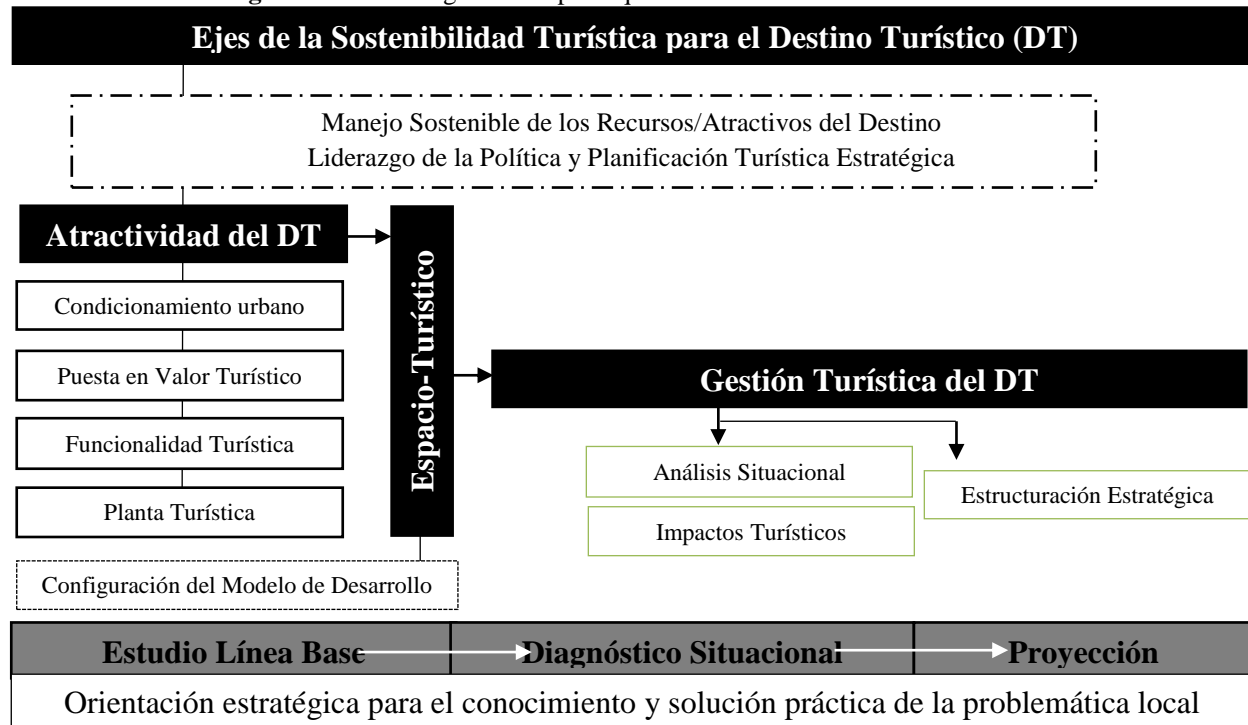 Ejes de la Sostenibilidad Turística para el Destino Turístico (DT)
Manejo Sostenible de los Recursos/Atractivos del Destino
Liderazgo de la Política y Planificación Turística Estratégica
Atractividad del DT
Condicionamiento urbano
Puesta en Valor Turístico
Funcionalidad Turística
Planta Turística
Espacio-Turístico
Configuración del Modelo de Desarrollo
Gestión Turística del DT
Análisis Situacional
Impactos Turísticos
Estructuración Estratégica
Estudio Línea Base
Diagnóstico Situacional
Proyección
Orientación estratégica para el conocimiento y solución práctica de la problemática local